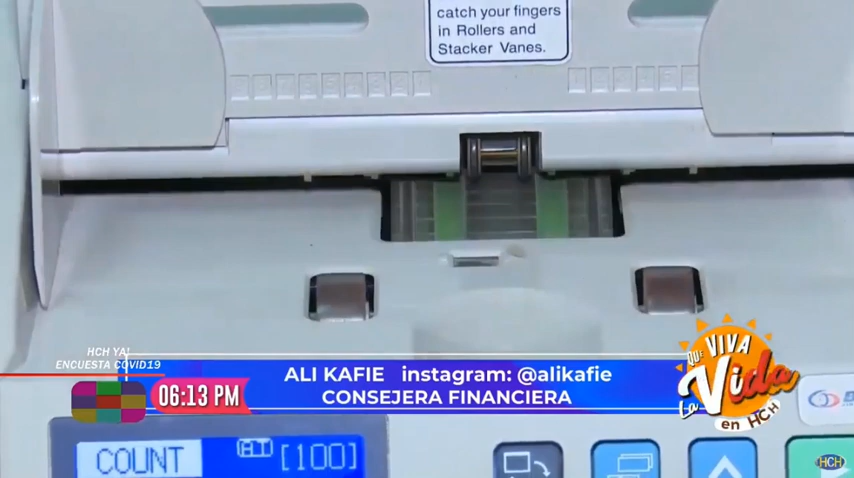 catch your fingers
in Rollers and
Stacker Vanes.
HCH YA!
ENCUESTA COVID19
06:13 PM
ALI KAFIE instagram: @alikafie
CONSEJERA FINANCIERA
QUE VIVA
La Vida
en HCH
COUNT ALT [100]
HCH